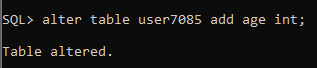 SQL> alter table user7085 add age int;
Table altered.